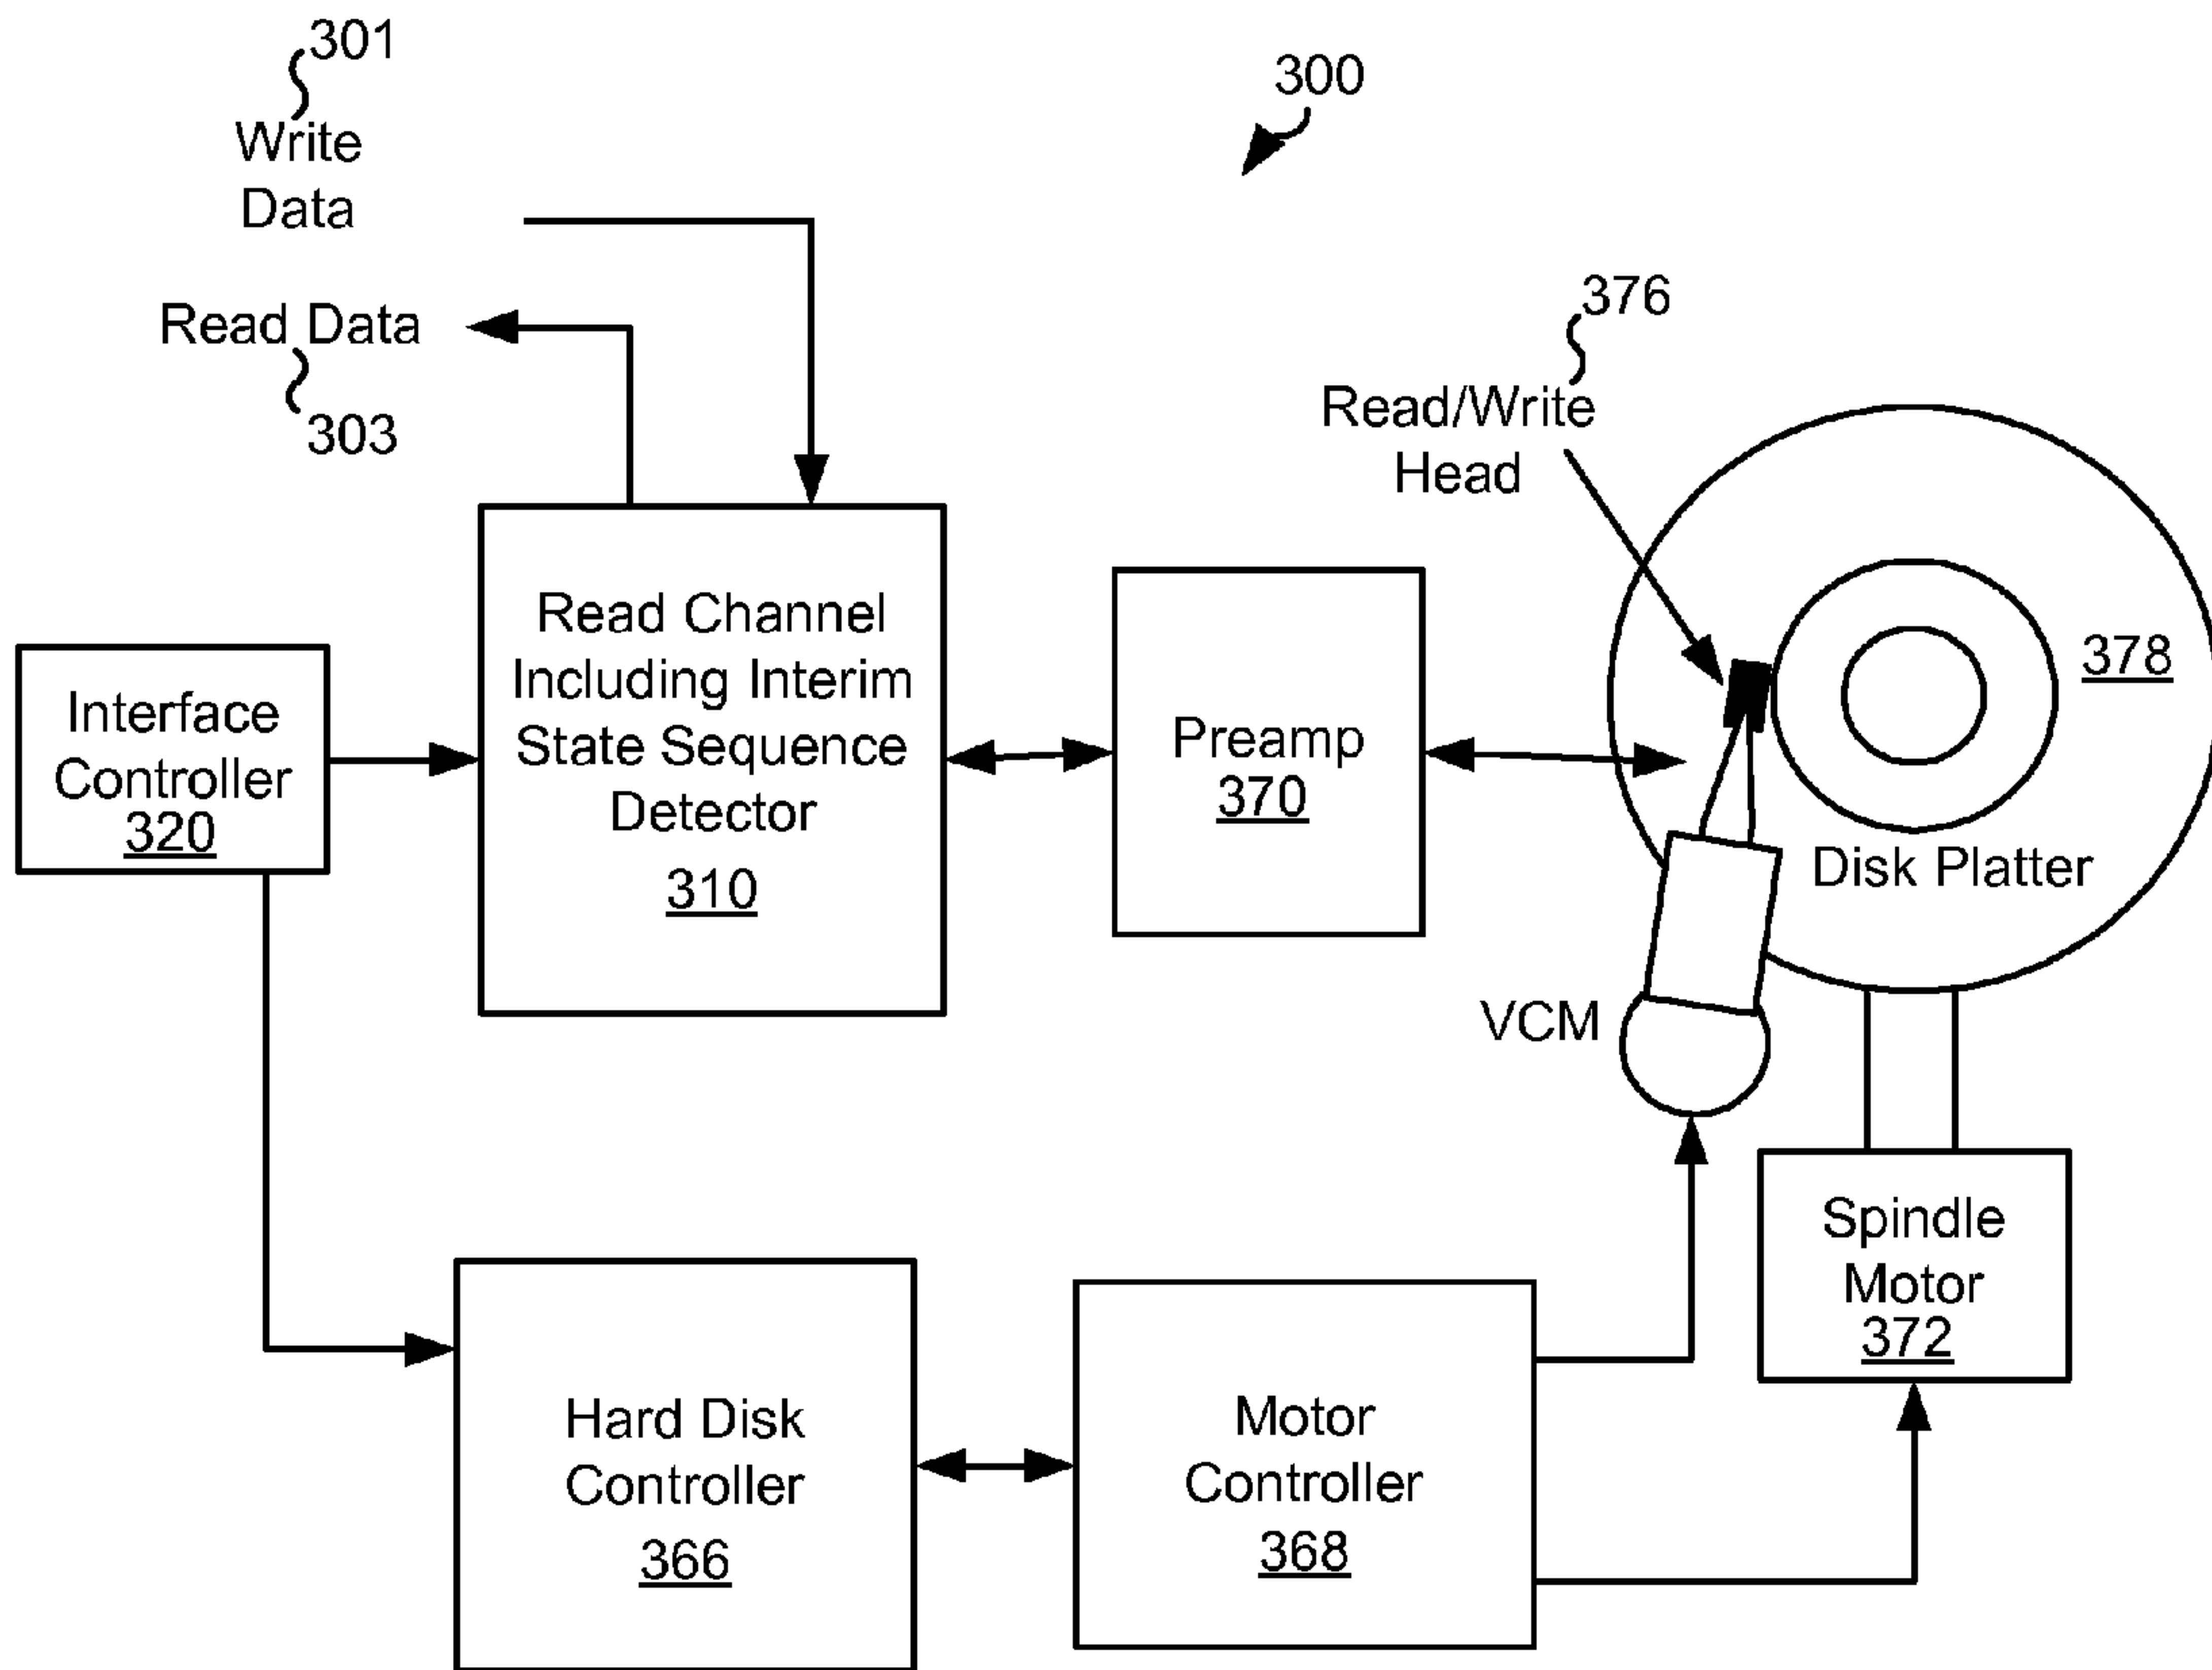 301
Write
Data
300
Read Data
303
376
Read/Write
Head
Interface
Controller
320
Read Channel
Including Interim
State Sequence
Detector
310
Preamp
370
378
Disk Platter
VCM
Spindle
Motor
372
Hard Disk
Controller
366
Motor
Controller
368